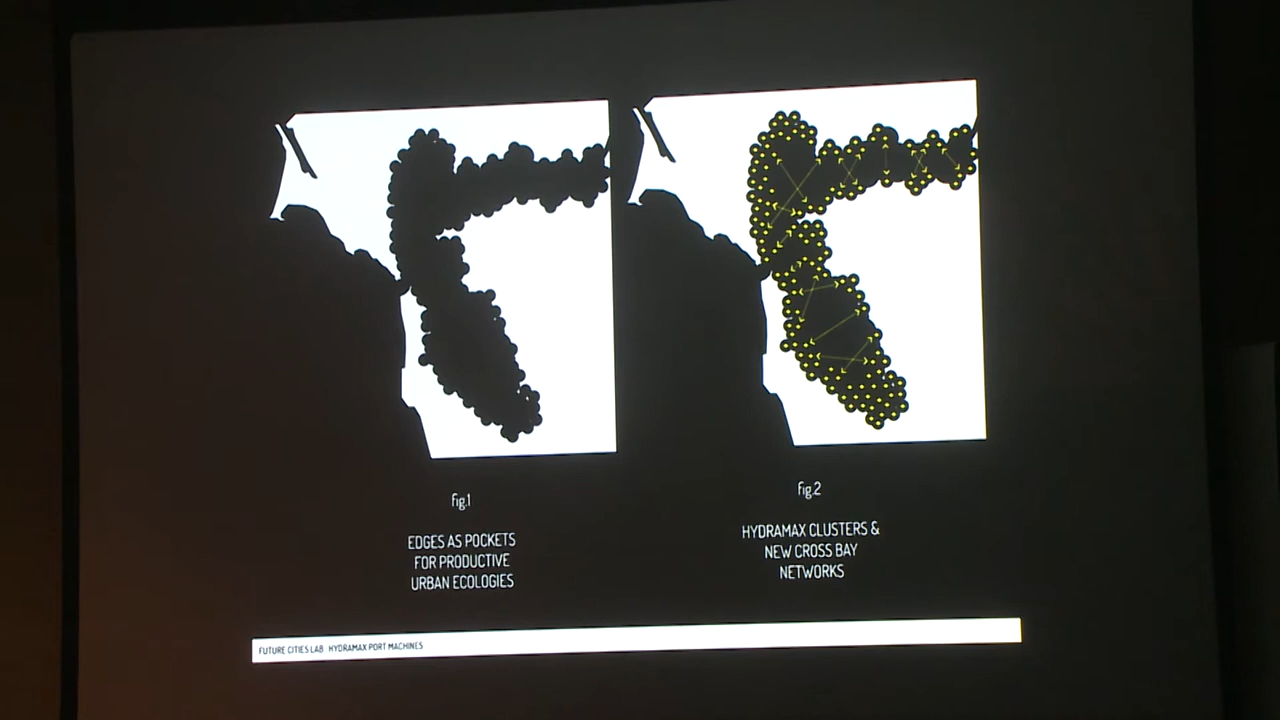 fig.1
EDGES AS POCKETS
FOR PRODUCTIVE
URBAN ECOLOGIES
fig.2
HYDRAMAX CLUSTERS &
NEW CROSS BAY
NETWORKS
FUTURE CITIES LAB HYDRAMAX PORT MACHINES